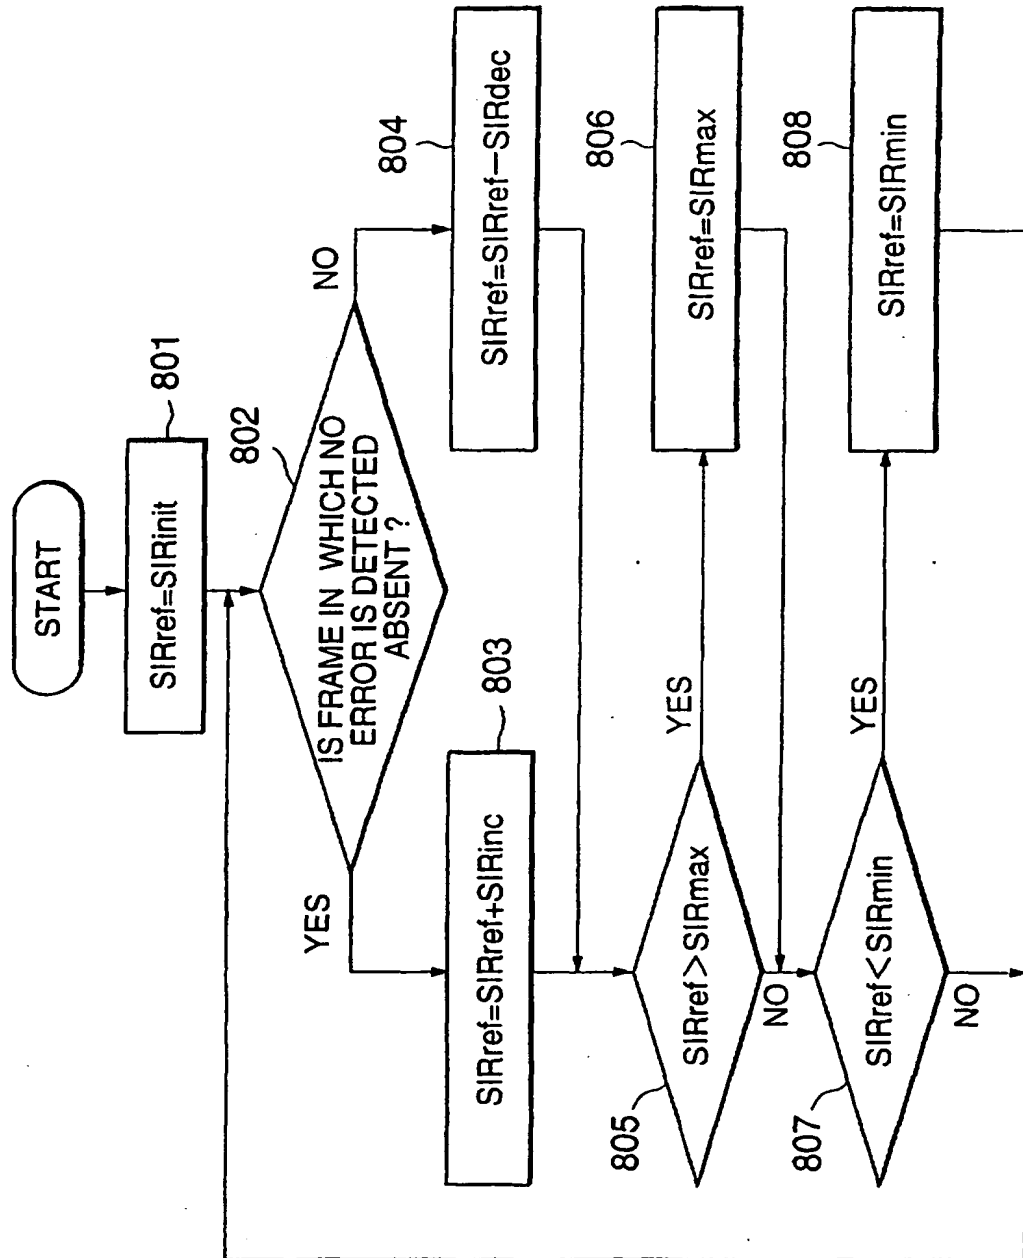 START
801
SIRref=SIRinit
802
IS FRAME IN WHICH NO
ERROR IS DETECTED
ABSENT ?
YES
NO
803
SIRref=SIRref+SIRinc
804
SIRref=SIRref−SIRdec
805
SIRref>SIRmax
YES
NO
806
SIRref=SIRmax
807
SIRref<SIRmin
YES
NO
808
SIRref=SIRmin